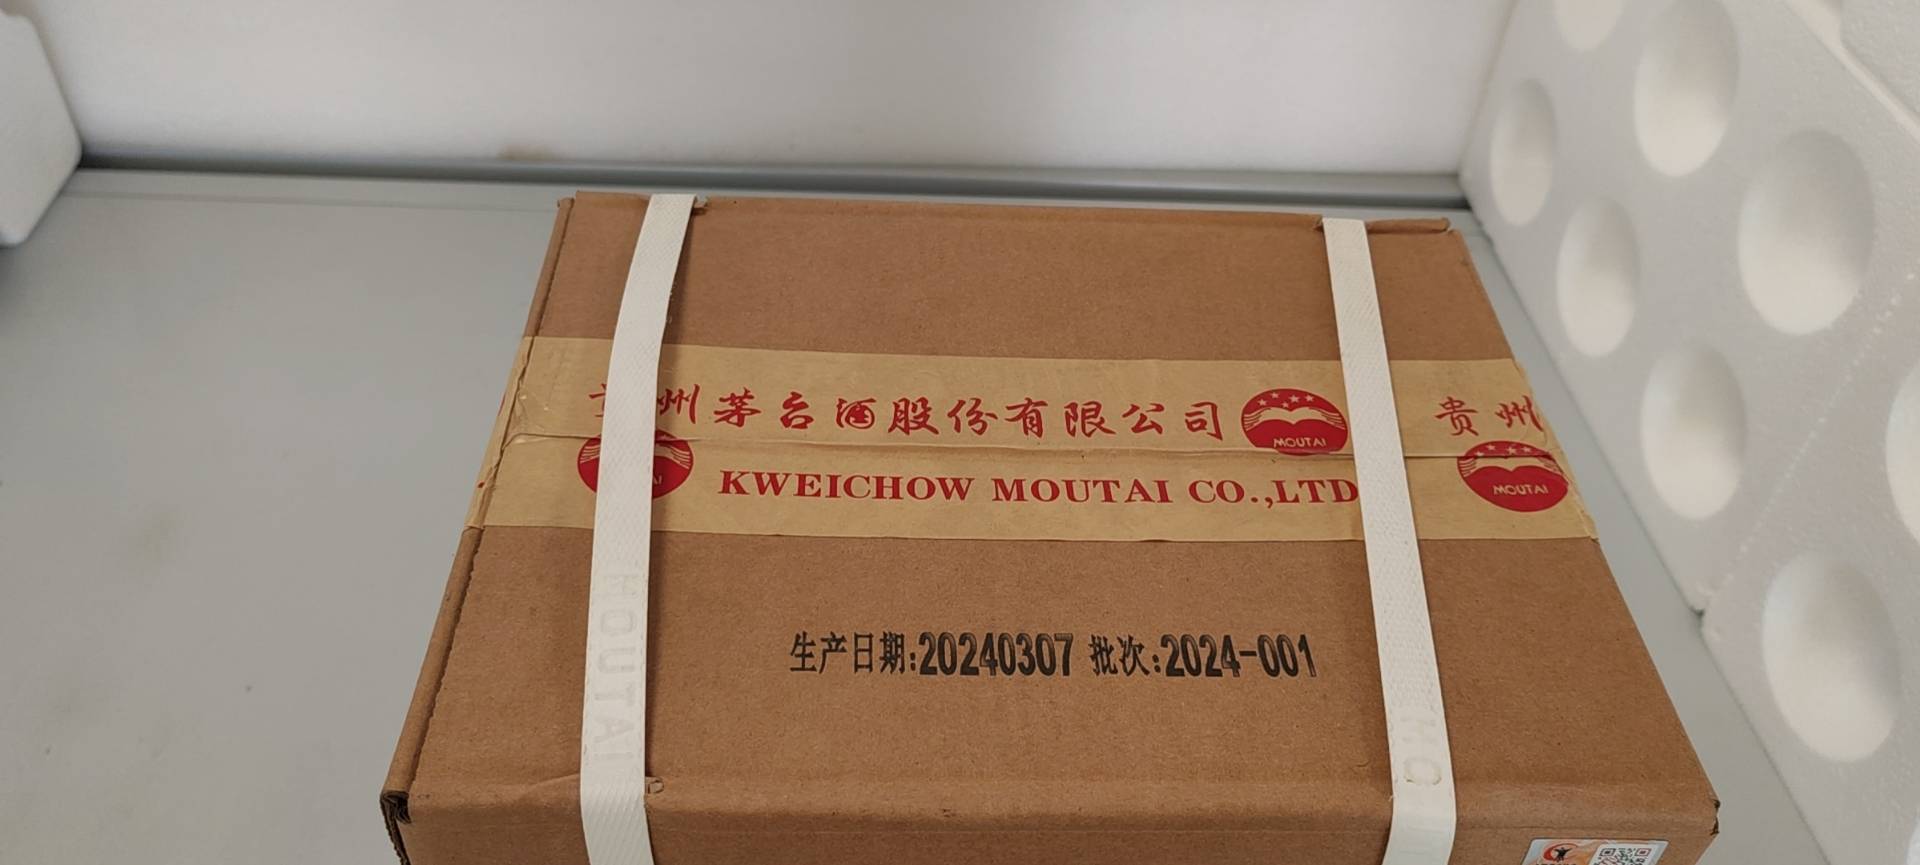 州茅台酒股份有限公司 MOUTAI 贵州
KWEICHOW MOUTAI CO.,LTD MOUTAI
生产日期:20240307 批次:2024-001
MOUTAI